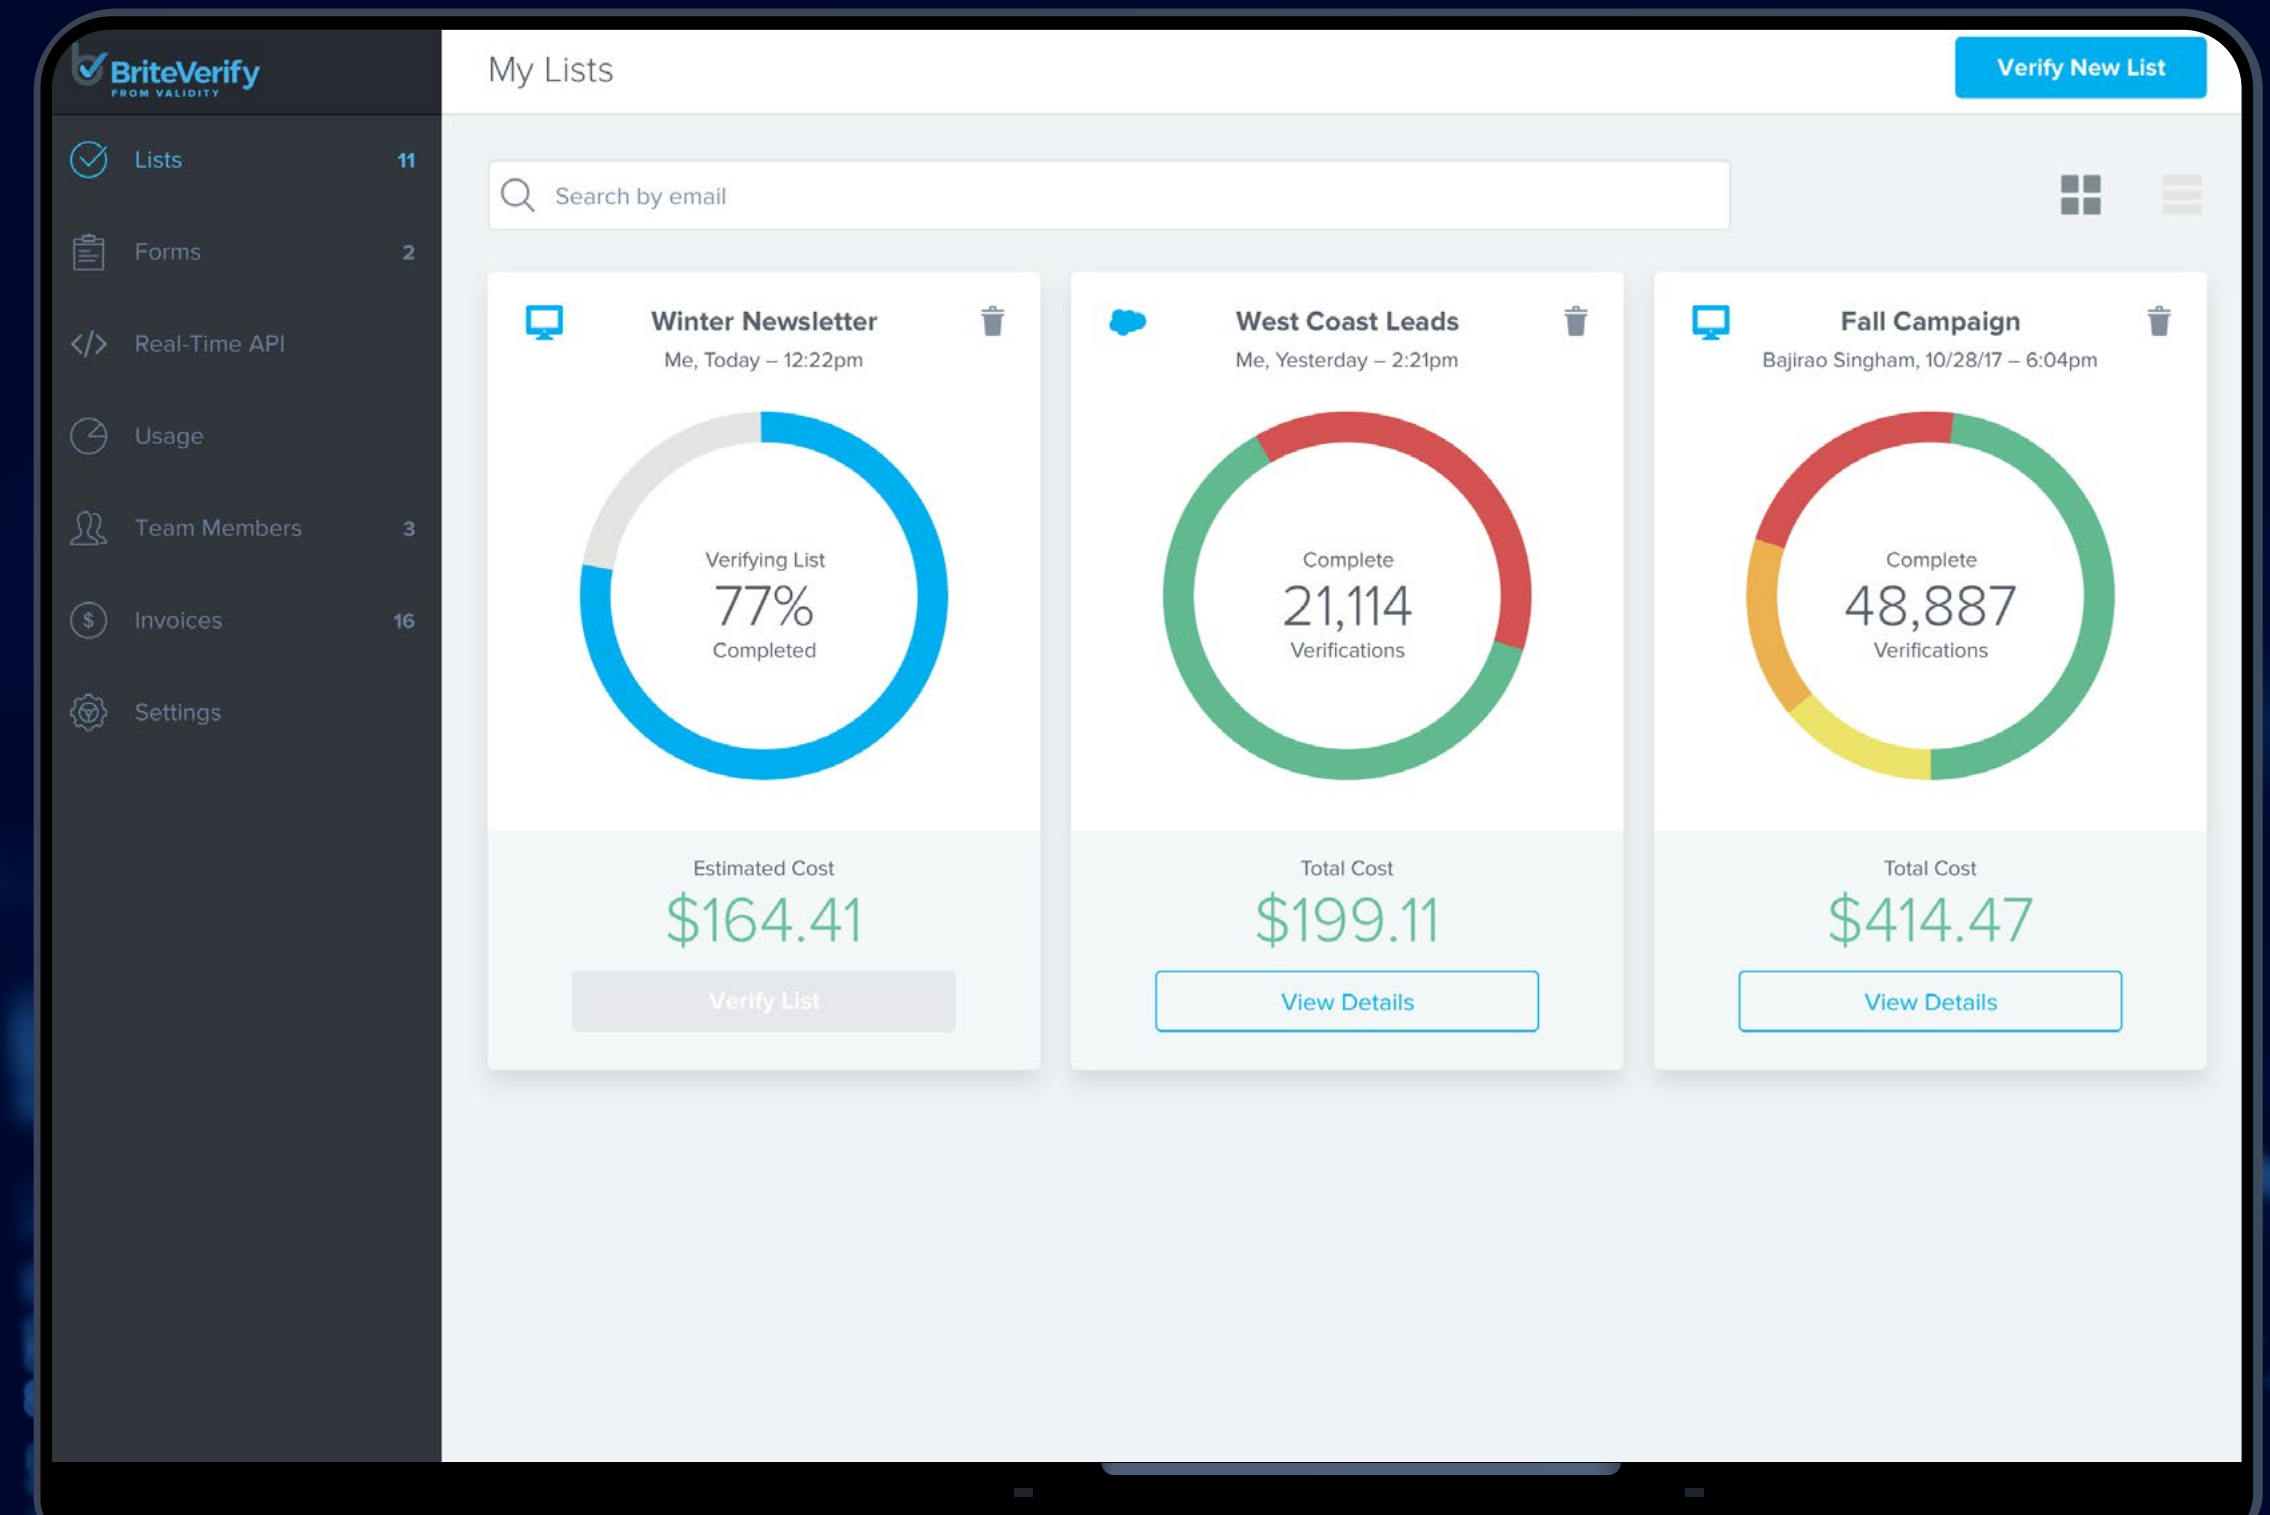 BriteVerify
FROM VALIDITY
Lists 11
Forms 2
Real-Time API
Usage
Team Members 3
Invoices 16
Settings
My Lists
Verify New List
Search by email
Winter Newsletter
Me, Today – 12:22pm
Verifying List
77%
Completed
Estimated Cost
$164.41
Verify List
West Coast Leads
Me, Yesterday – 2:21pm
Complete
21,114
Verifications
Total Cost
$199.11
View Details
Fall Campaign
Bajirao Singham, 10/28/17 – 6:04pm
Complete
48,887
Verifications
Total Cost
$414.47
View Details